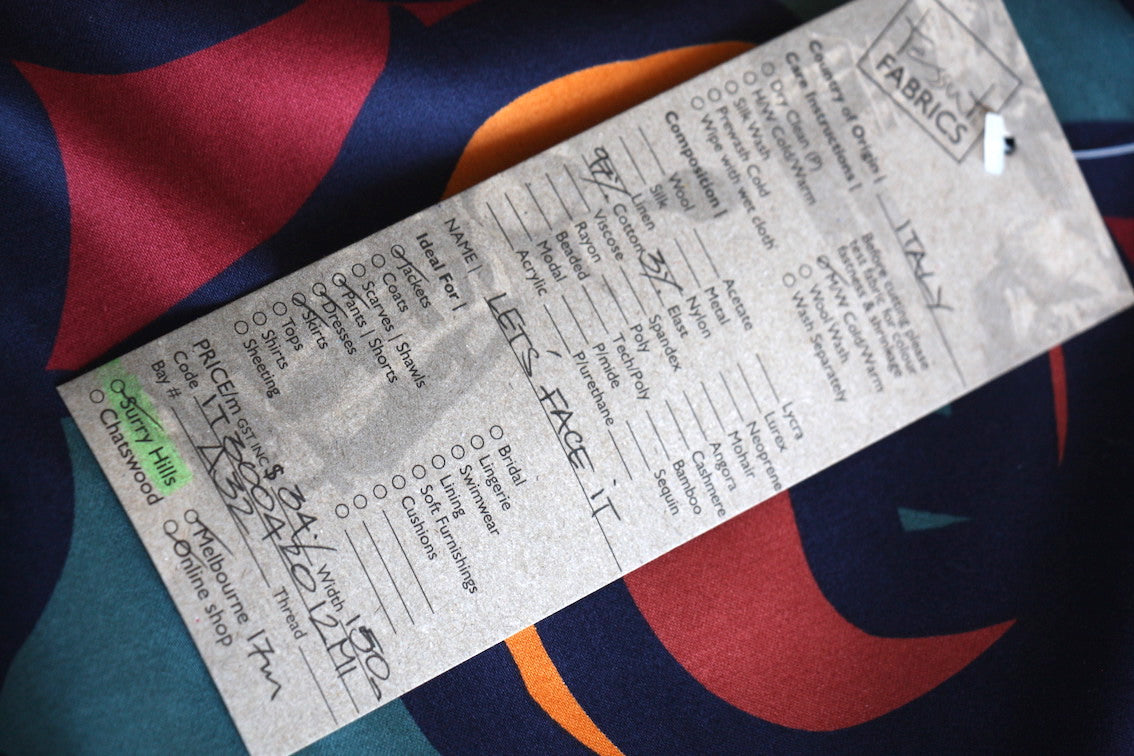 Tessuti
FABRICS
Country of Origin | ITALY
Care Instructions |
Dry Clean (P)
H/W Cold/Warm
Silk Wash
Prewash Cold
Wipe with wet cloth
Before cutting please
test fabric for colour
fastness & shrinkage
H/W Cold/Warm
Wool Wash
Wash Separately
Composition |
Wool
Silk
Linen
97% Cotton
Viscose
Rayon
Beaded
Modal
Acrylic
Acetate
Metal
Nylon
3% Elast
Spandex
Poly
Tech/Poly
P/mide
P/urethane
Lycra
Lurex
Neoprene
Mohair
Angora
Cashmere
Bamboo
Sequin
NAME | LET'S FACE IT
Ideal For |
Jackets
Coats
Scarves | Shawls
Pants | Shorts
Dresses
Skirts
Tops
Shirts
Sheeting
Bridal
Lingerie
Swimwear
Lining
Soft Furnishings
Cushions
PRICE/m GST INC $ 34.- Width 150
Code IT3800A2012MI
Bay # A32 Thread
Surry Hills
Chatswood
Melbourne 17m
Online shop